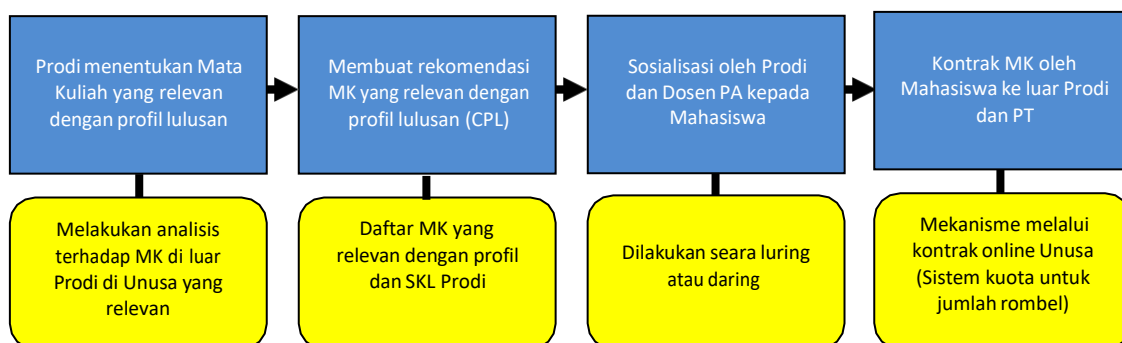 Prodi menentukan Mata
Kuliah yang relevan
dengan profil lulusan
Membuat rekomendasi
MK yang relevan dengan
profil lulusan (CPL)
Sosialisasi oleh Prodi
dan Dosen PA kepada
Mahasiswa
Kontrak MK oleh
Mahasiswa ke luar Prodi
dan PT
Melakukan analisis
terhadap MK di luar
Prodi di Unusa yang
relevan
Daftar MK yang
relevan dengan profil
dan SKL Prodi
Dilakukan seara luring
atau daring
Mekanisme melalui
kontrak online Unusa
(Sistem kuota untuk
jumlah rombel)